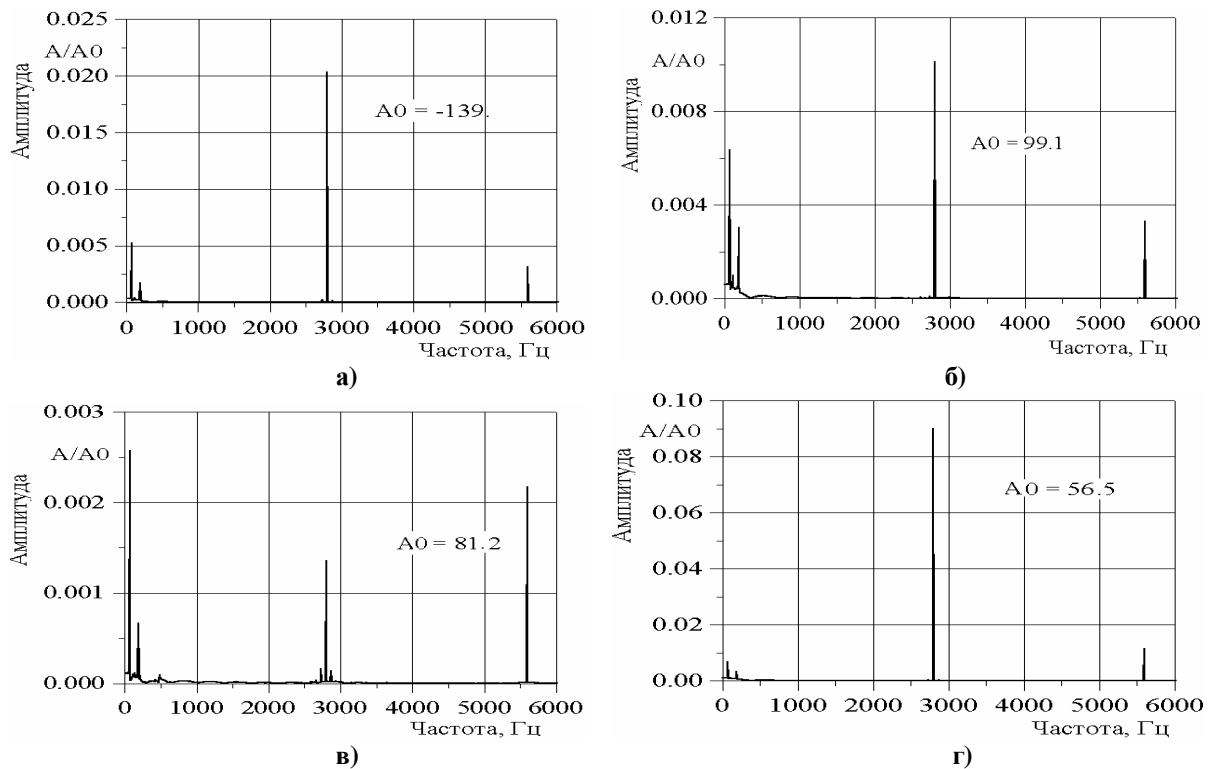 0.025
A/A0
0.020
0.015
0.010
0.005
0.000
Амплитуда
A0 = -139.
0 1000 2000 3000 4000 5000 6000
Частота, Гц
а)
0.012
A/A0
0.008
0.004
0.000
Амплитуда
A0 = 99.1
0 1000 2000 3000 4000 5000 6000
Частота, Гц
б)
0.003
A/A0
0.002
0.001
0.000
Амплитуда
A0 = 81.2
0 1000 2000 3000 4000 5000 6000
Частота, Гц
в)
0.10
A/A0
0.08
0.06
0.04
0.02
0.00
Амплитуда
A0 = 56.5
0 1000 2000 3000 4000 5000 6000
Частота, Гц
г)